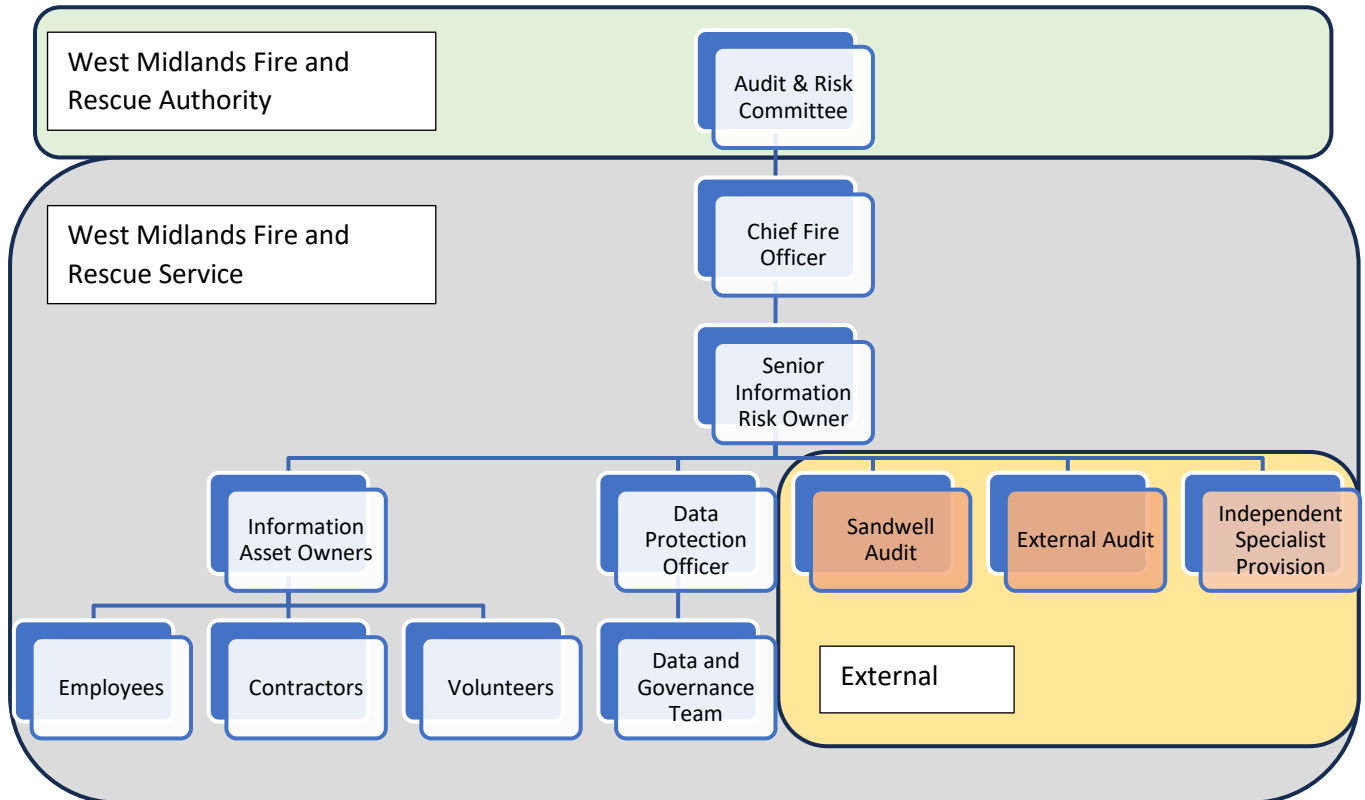 West Midlands Fire and
Rescue Authority
Audit & Risk
Committee
West Midlands Fire and
Rescue Service
Chief Fire
Officer
Senior
Information
Risk Owner
Information
Asset Owners
Data
Protection
Officer
Sandwell
Audit
External Audit
Independent
Specialist
Provision
Employees
Contractors
Volunteers
Data and
Governance
Team
External